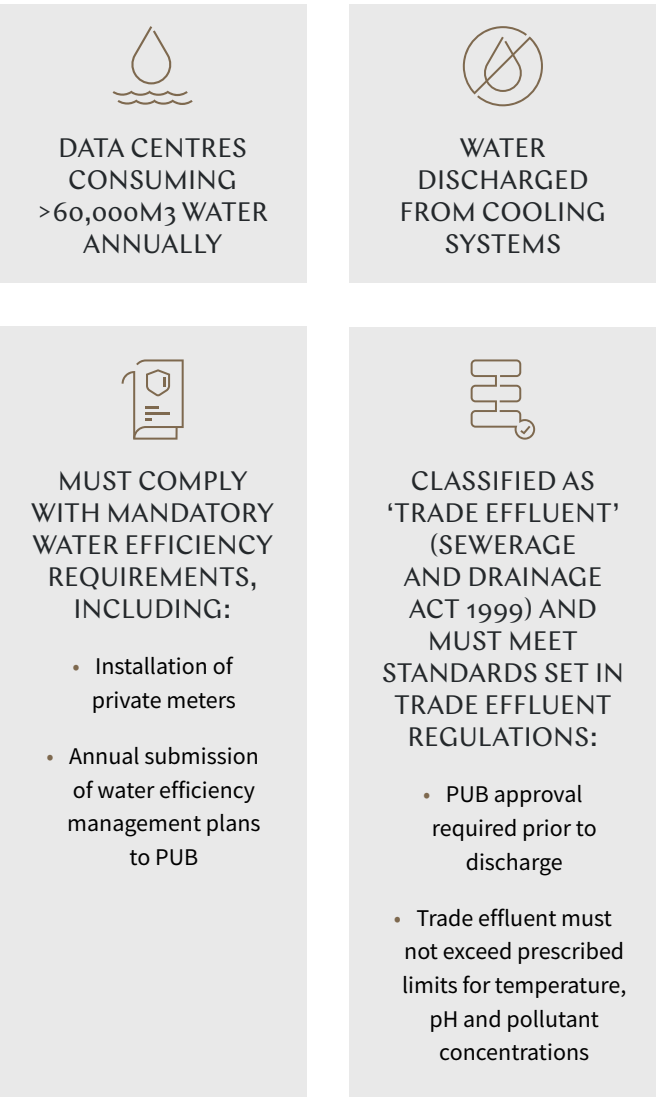 DATA CENTRES
CONSUMING
>60,000M3 WATER
ANNUALLY
WATER
DISCHARGED
FROM COOLING
SYSTEMS
MUST COMPLY
WITH MANDATORY
WATER EFFICIENCY
REQUIREMENTS,
INCLUDING:
• Installation of
private meters
• Annual submission
of water efficiency
management plans
to PUB
CLASSIFIED AS
‘TRADE EFFLUENT’
(SEWERAGE
AND DRAINAGE
ACT 1999) AND
MUST MEET
STANDARDS SET IN
TRADE EFFLUENT
REGULATIONS:
• PUB approval
required prior to
discharge
• Trade effluent must
not exceed prescribed
limits for temperature,
pH and pollutant
concentrations